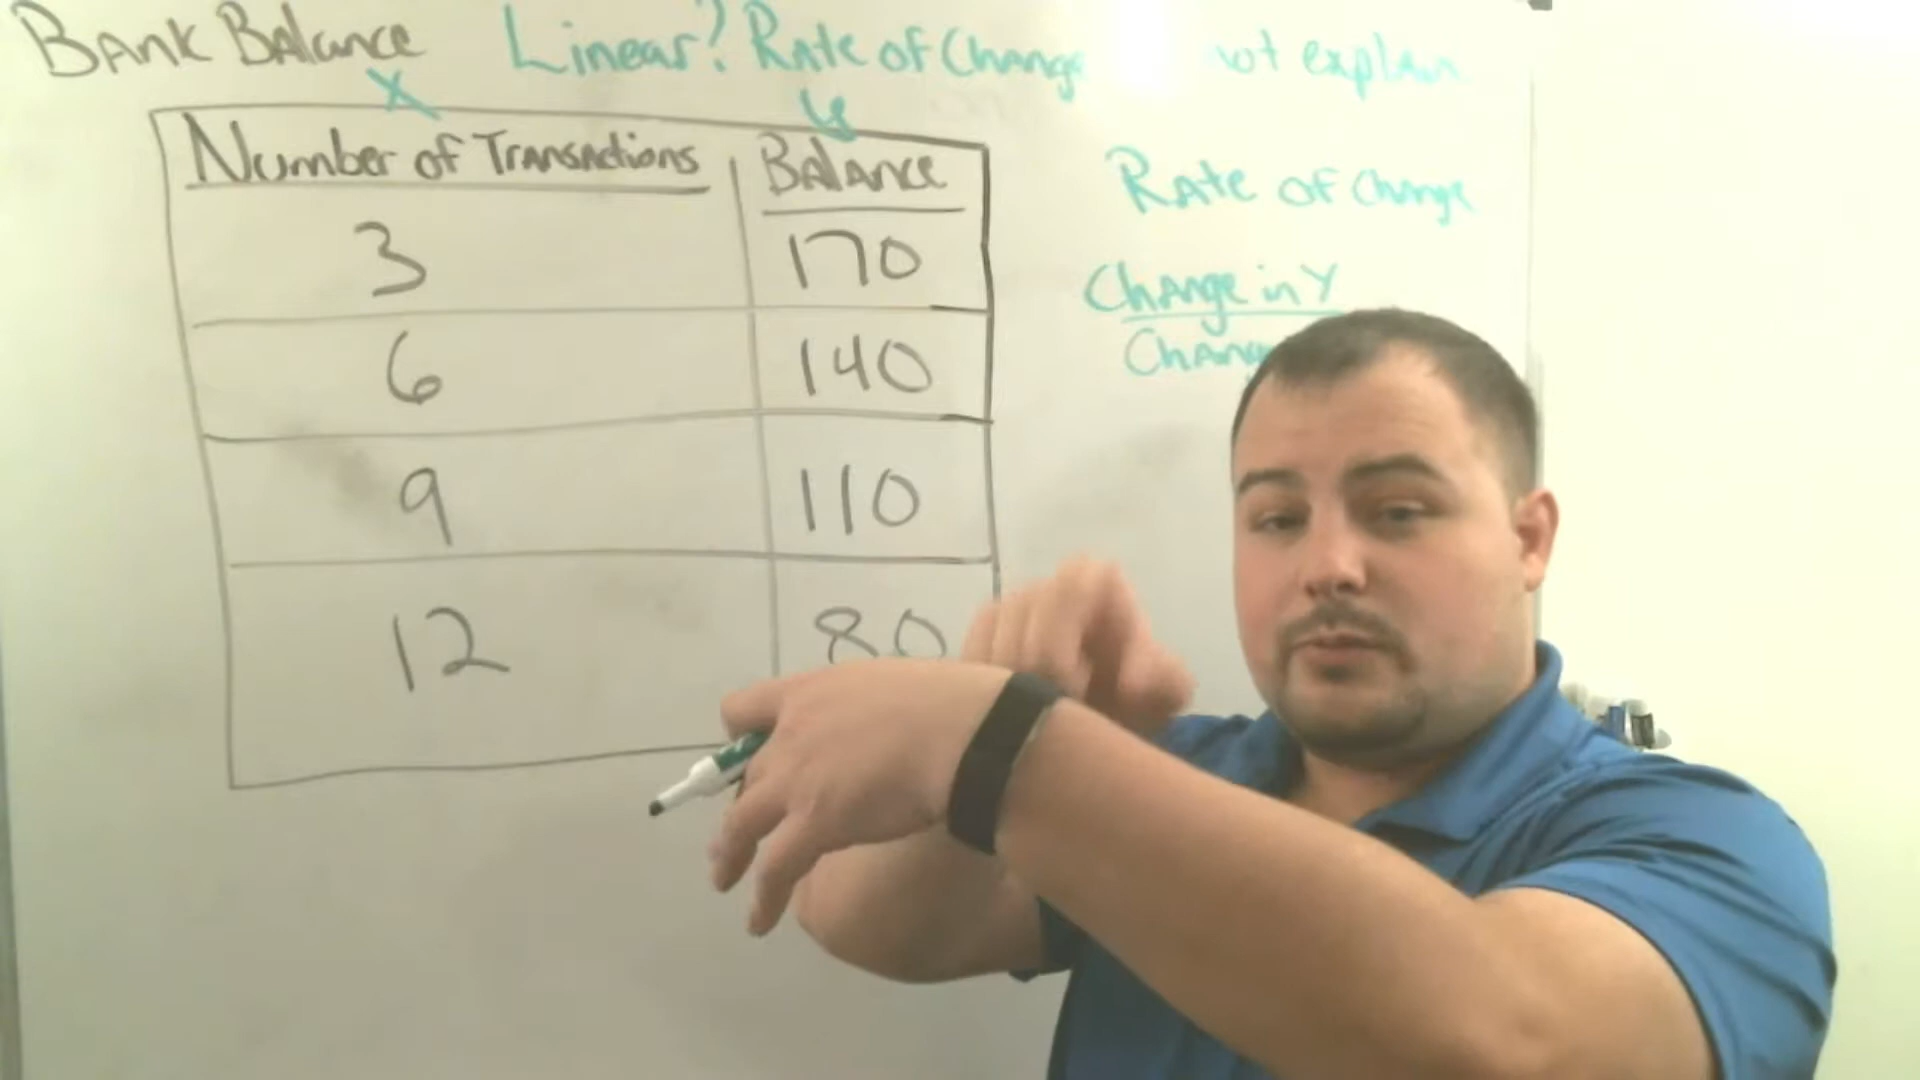 Bank Balance Linear? Rate of Change not explain
x y
Number of Transactions Balance
3 170
6 140
9 110
12 80
Rate of Change
Change in Y